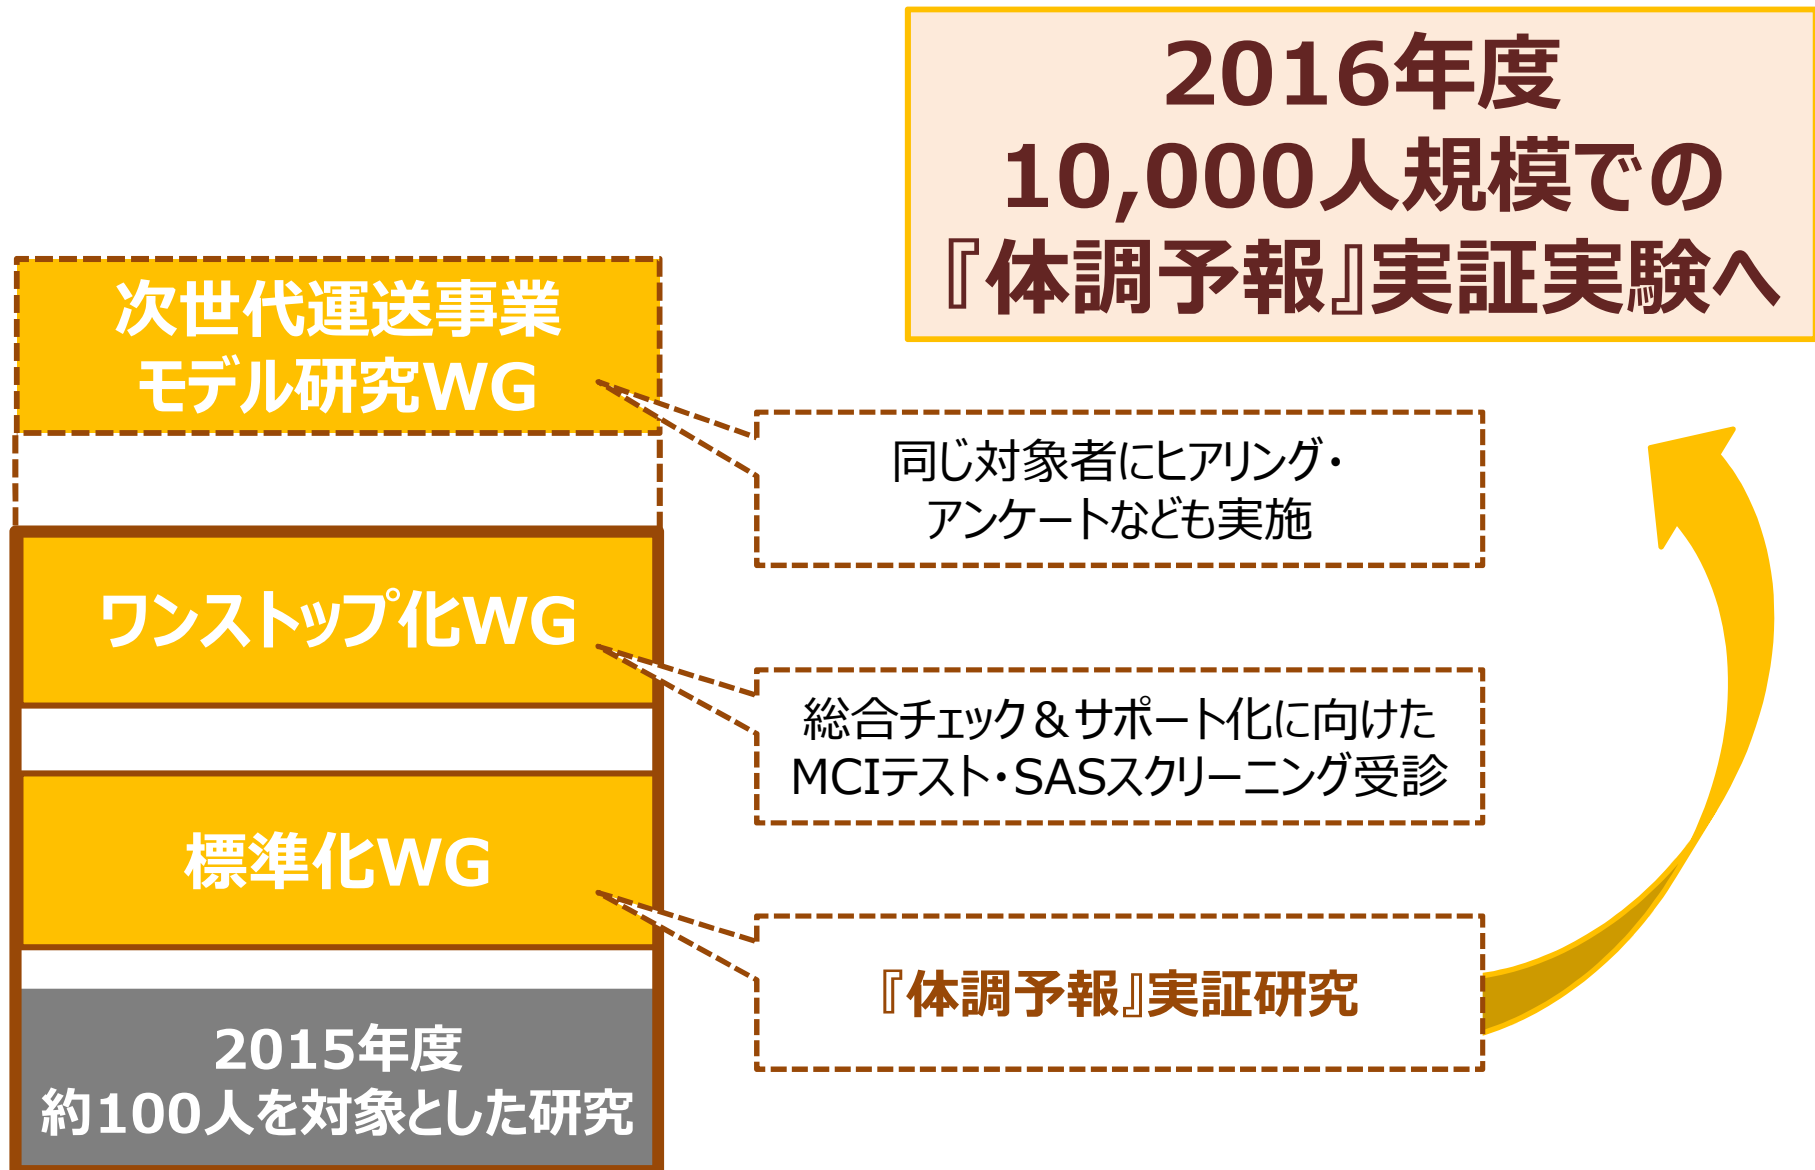 2016年度
10,000人規模での
『体調予報』実証実験へ
次世代運送事業
モデル研究WG
同じ対象者にヒアリング・
アンケートなども実施
ワンストップ化WG
総合チェック＆サポート化に向けた
MCIテスト・SASスクリーニング受診
標準化WG
『体調予報』実証研究
2015年度
約100人を対象とした研究